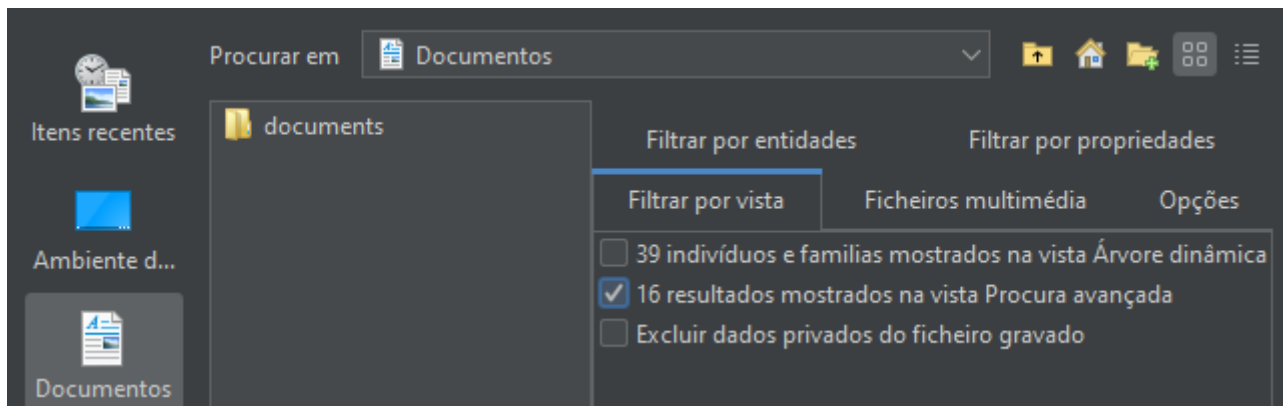 Procurar em
Documentos
Itens recentes
Ambiente d...
Documentos
documents
Filtrar por entidades
Filtrar por propriedades
Filtrar por vista
Ficheiros multimédia
Opções
39 indivíduos e familias mostrados na vista Árvore dinâmica
16 resultados mostrados na vista Procura avançada
Excluir dados privados do ficheiro gravado